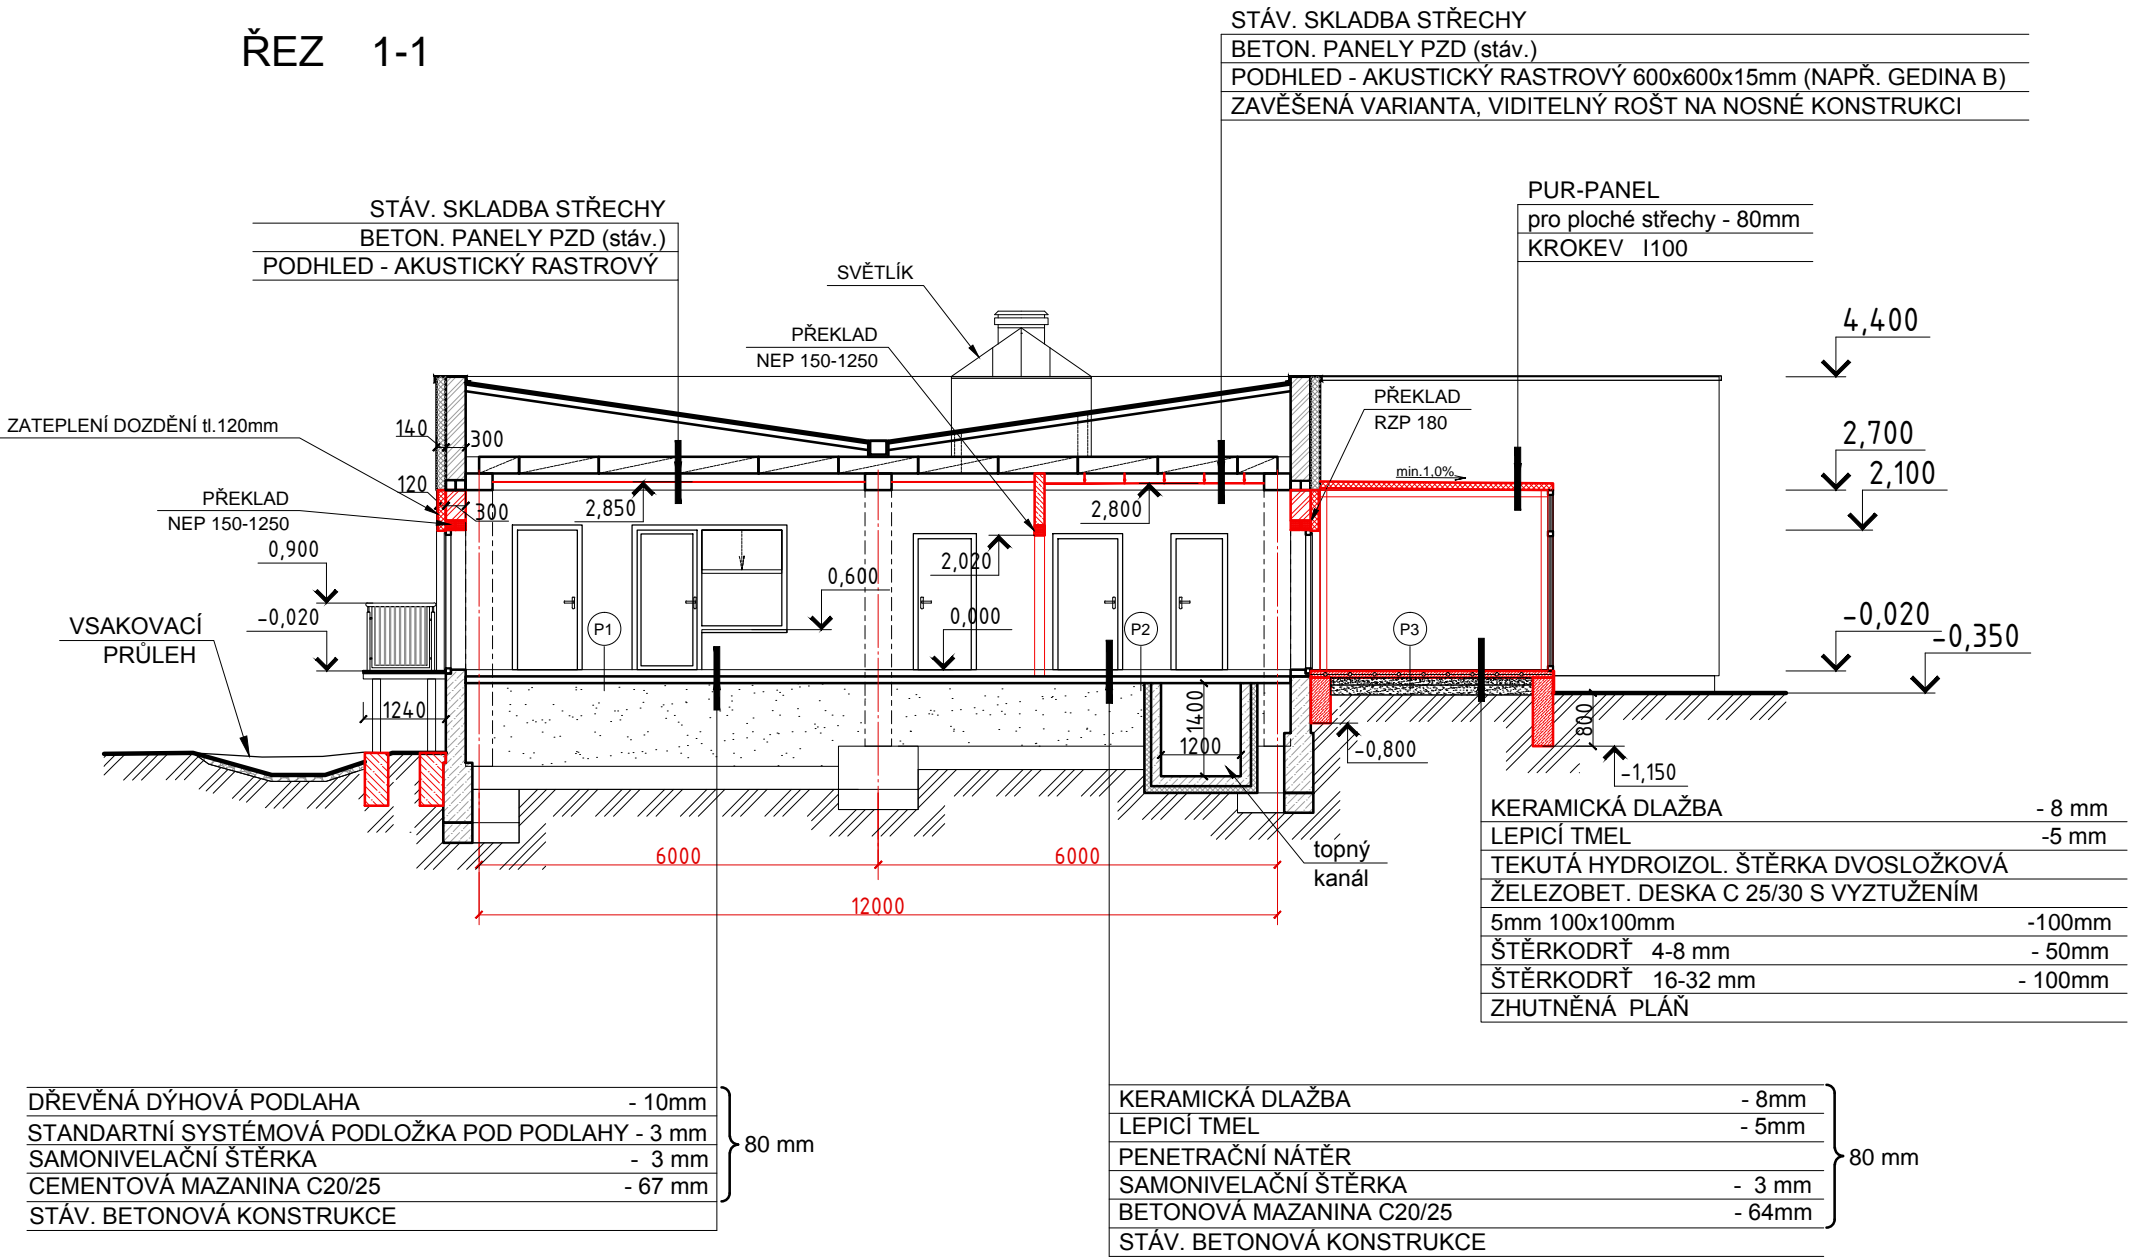 ŘEZ 1-1
STÁV. SKLADBA STŘECHY
BETON. PANELY PZD (stáv.)
PODHLED - AKUSTICKÝ RASTROVÝ 600x600x15mm (NAPŘ. GEDINA B)
ZAVĚŠENÁ VARIANTA, VIDITELNÝ ROŠT NA NOSNÉ KONSTRUKCI
STÁV. SKLADBA STŘECHY
BETON. PANELY PZD (stáv.)
PODHLED - AKUSTICKÝ RASTROVÝ
PUR-PANEL
pro ploché střechy - 80mm
KROKEV I100
SVĚTLÍK
PŘEKLAD
NEP 150-1250
4,400
PŘEKLAD
RZP 180
ZATEPLENÍ DOZDĚNÍ tl.120mm
140
300
2,700
min.1,0%
2,100
120
300
PŘEKLAD
NEP 150-1250
2,850
2,800
0,900
2,020
0,600
-0,020
0,000
VSAKOVACÍ
PRŮLEH
P1
P2
P3
-0,020
-0,350
1240
1400
1200
800
-0,800
-1,150
6000
6000
12000
topný
kanál
KERAMICKÁ DLAŽBA - 8 mm
LEPICÍ TMEL -5 mm
TEKUTÁ HYDROIZOL. ŠTĚRKA DVOSLOŽKOVÁ
ŽELEZOBET. DESKA C 25/30 S VYZTUŽENÍM
5mm 100x100mm -100mm
ŠTĚRKODRŤ 4-8 mm - 50mm
ŠTĚRKODRŤ 16-32 mm - 100mm
ZHUTNĚNÁ PLÁŇ
DŘEVĚNÁ DÝHOVÁ PODLAHA - 10mm
STANDARTNÍ SYSTÉMOVÁ PODLOŽKA POD PODLAHY - 3 mm
SAMONIVELAČNÍ ŠTĚRKA - 3 mm
CEMENTOVÁ MAZANINA C20/25 - 67 mm
STÁV. BETONOVÁ KONSTRUKCE
80 mm
KERAMICKÁ DLAŽBA - 8mm
LEPICÍ TMEL - 5mm
PENETRAČNÍ NÁTĚR
SAMONIVELAČNÍ ŠTĚRKA - 3 mm
BETONOVÁ MAZANINA C20/25 - 64mm
STÁV. BETONOVÁ KONSTRUKCE
80 mm